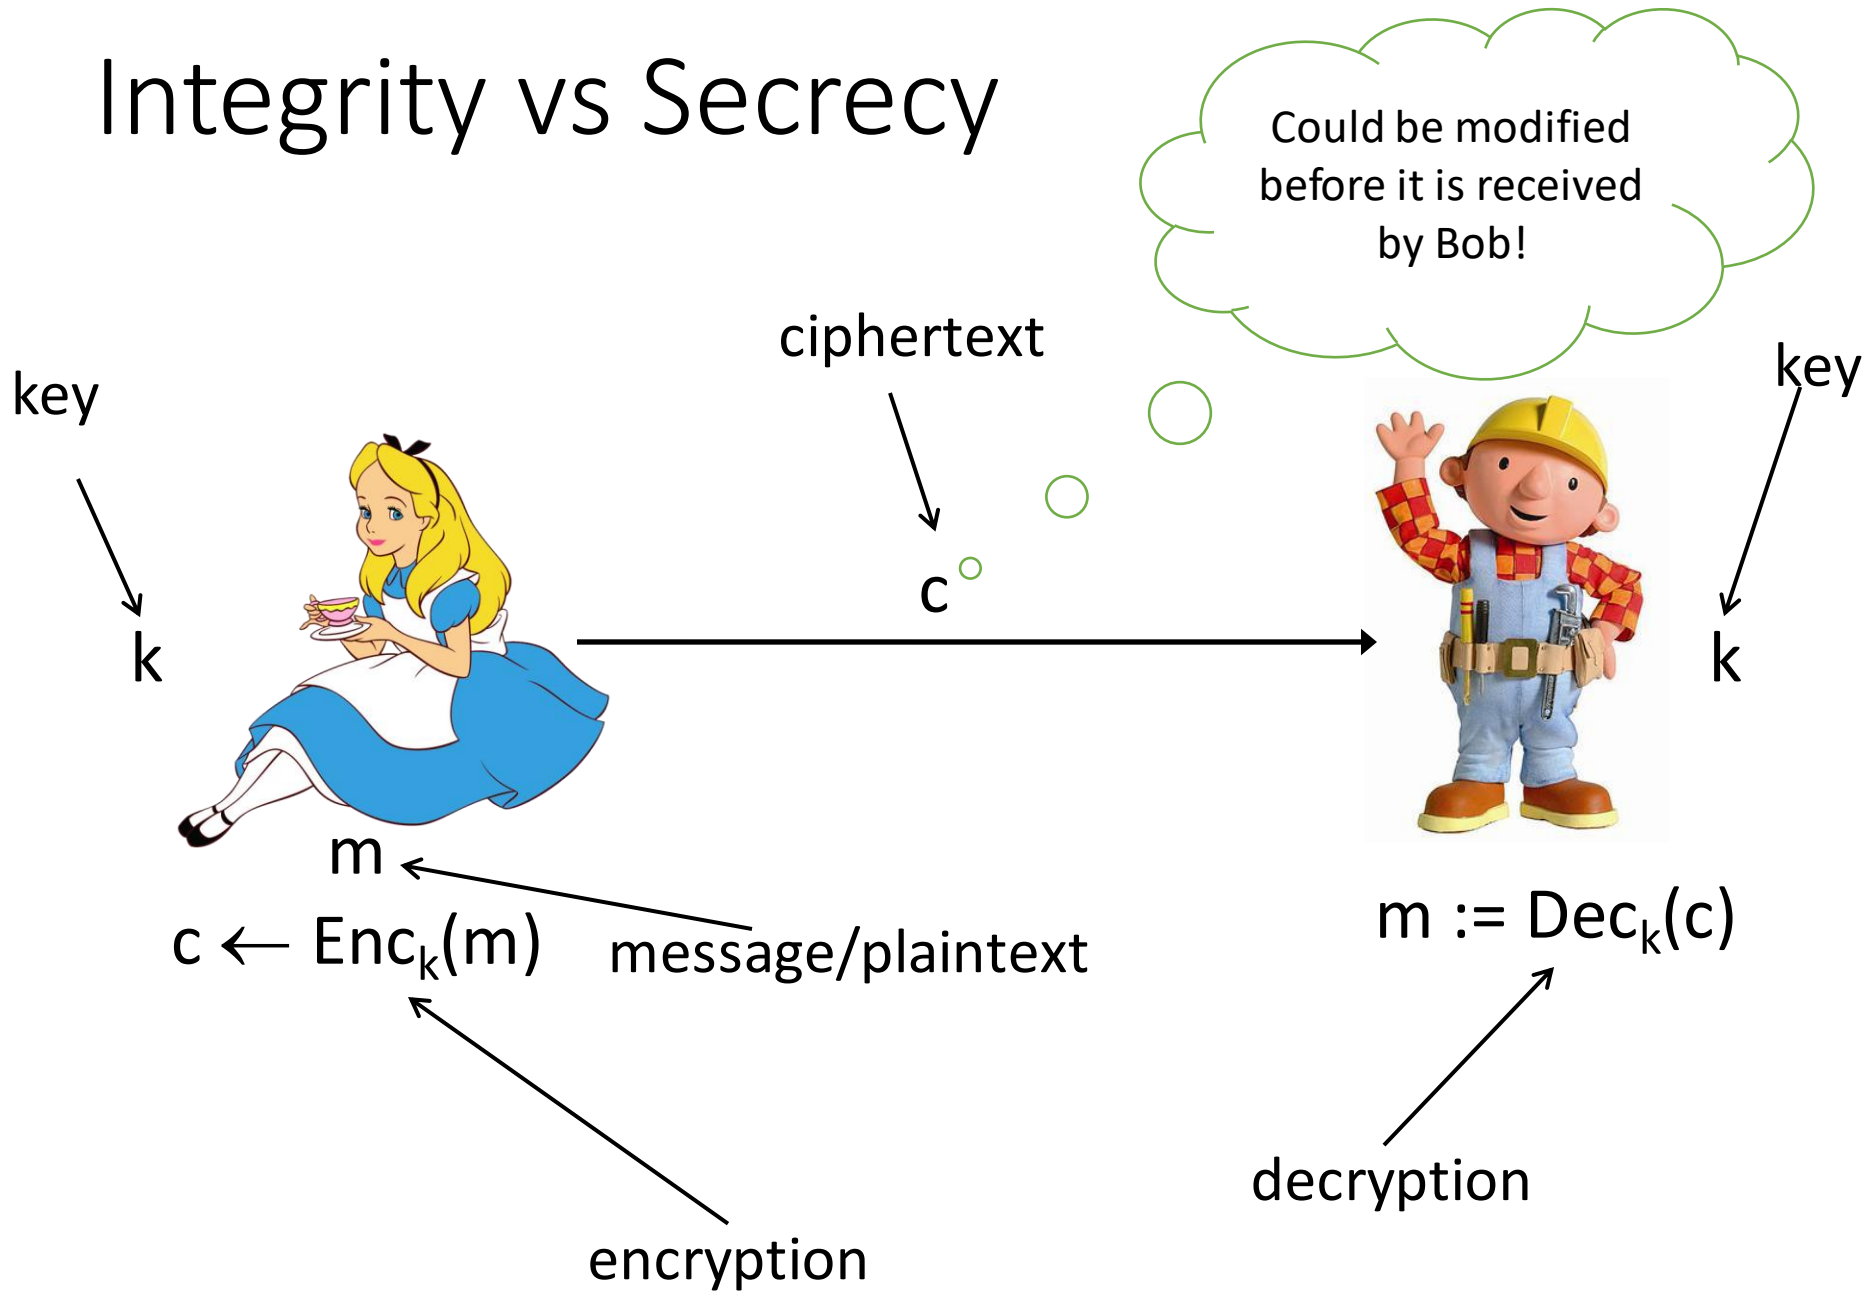 Integrity vs Secrecy
Could be modified
before it is received
by Bob!
ciphertext
key
key
c
k
k
m
c ← Encₖ(m)
message/plaintext
m := Decₖ(c)
decryption
encryption